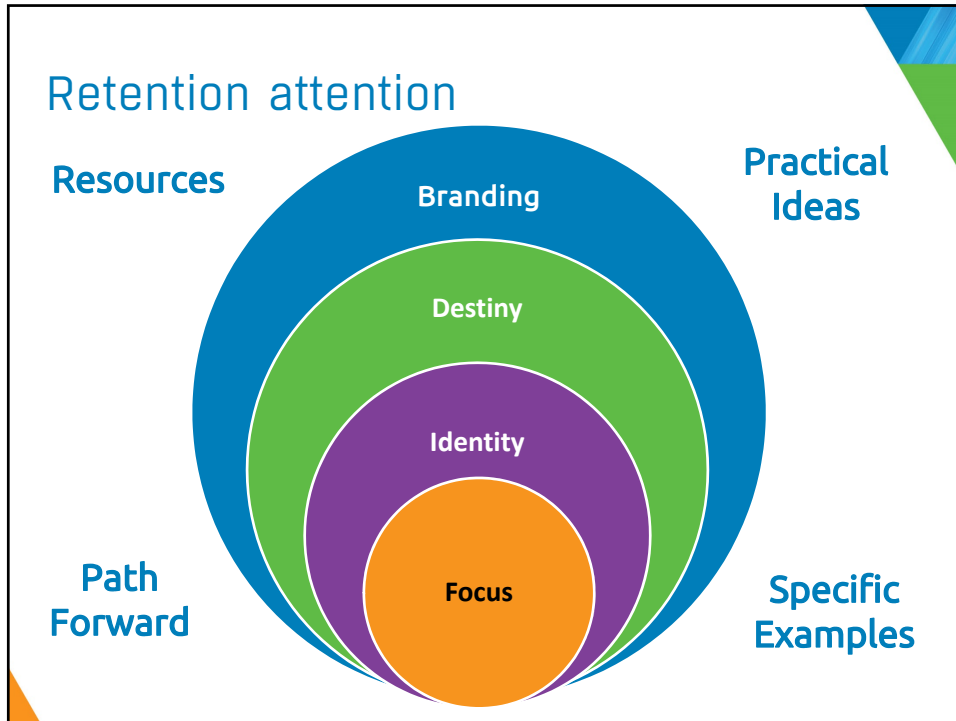 Retention attention
Resources
Practical
Ideas
Branding
Destiny
Identity
Focus
Path
Forward
Specific
Examples